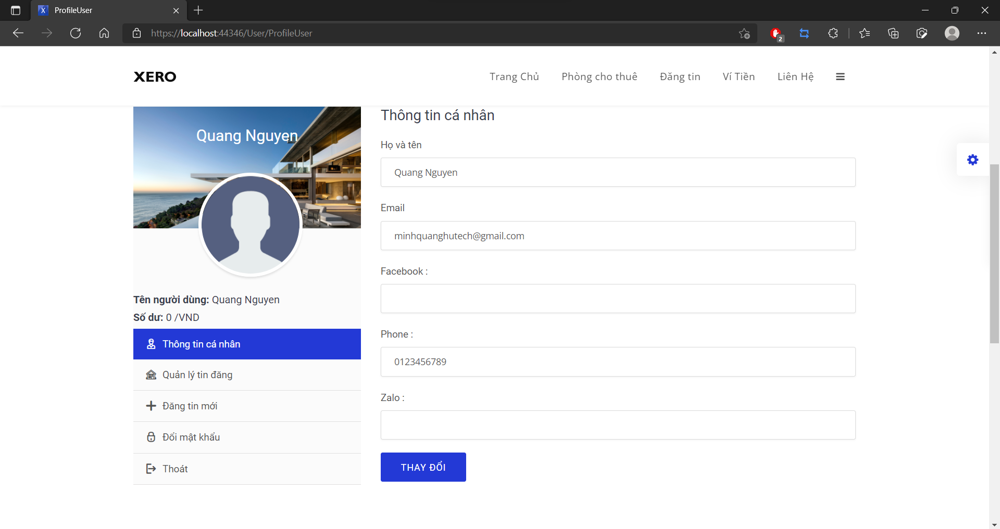 ProfileUser
https://localhost:44346/User/ProfileUser
2
XERO
Trang Chủ
Phòng cho thuê
Đăng tin
Ví Tiền
Liên Hệ
Quang Nguyen
Tên người dùng: Quang Nguyen
Số dư: 0 /VND
Thông tin cá nhân
Quản lý tin đăng
Đăng tin mới
Đổi mật khẩu
Thoát
Thông tin cá nhân
Họ và tên
Quang Nguyen
Email
minhquanghutech@gmail.com
Facebook :
Phone :
0123456789
Zalo :
THAY ĐỔI